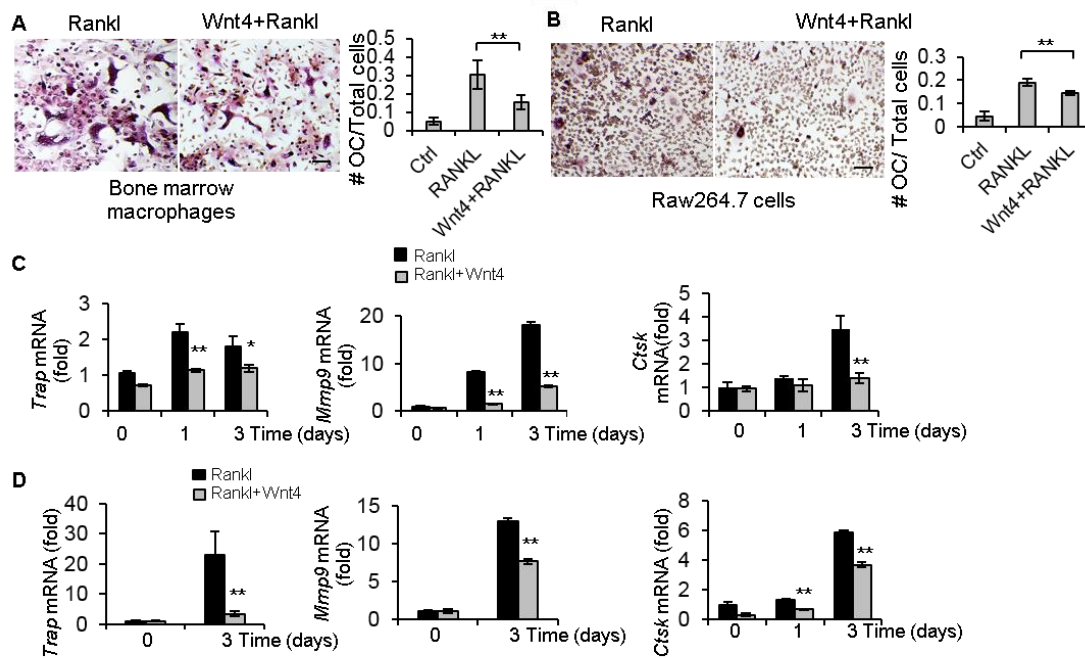 A
Rankl
Wnt4+Rankl
Bone marrow
macrophages
# OC/Total cells
0.5
0.4
0.3
0.2
0.1
0
**
Ctrl
RANKL
Wnt4+RANKL
B
Rankl
Wnt4+Rankl
Raw264.7 cells
# OC/ Total cells
0.3
0.2
0.1
0
**
Ctrl
RANKL
Wnt4+RANKL
C
Rankl
Rankl+Wnt4
Trap mRNA
(fold)
3
2
1
0
**
*
0 1 3 Time (days)
Mmp9 mRNA
(fold)
20
10
0
**
**
0 1 3 Time (days)
Ctsk
mRNA(fold)
5
4
3
2
1
0
**
0 1 3 Time (days)
D
Rankl
Rankl+Wnt4
Trap mRNA (fold)
40
30
20
10
0
**
0 3 Time (days)
Mmp9 mRNA
(fold)
15
10
5
0
**
0 3 Time (days)
Ctsk mRNA (fold)
8
6
4
2
0
**
**
0 1 3 Time (days)